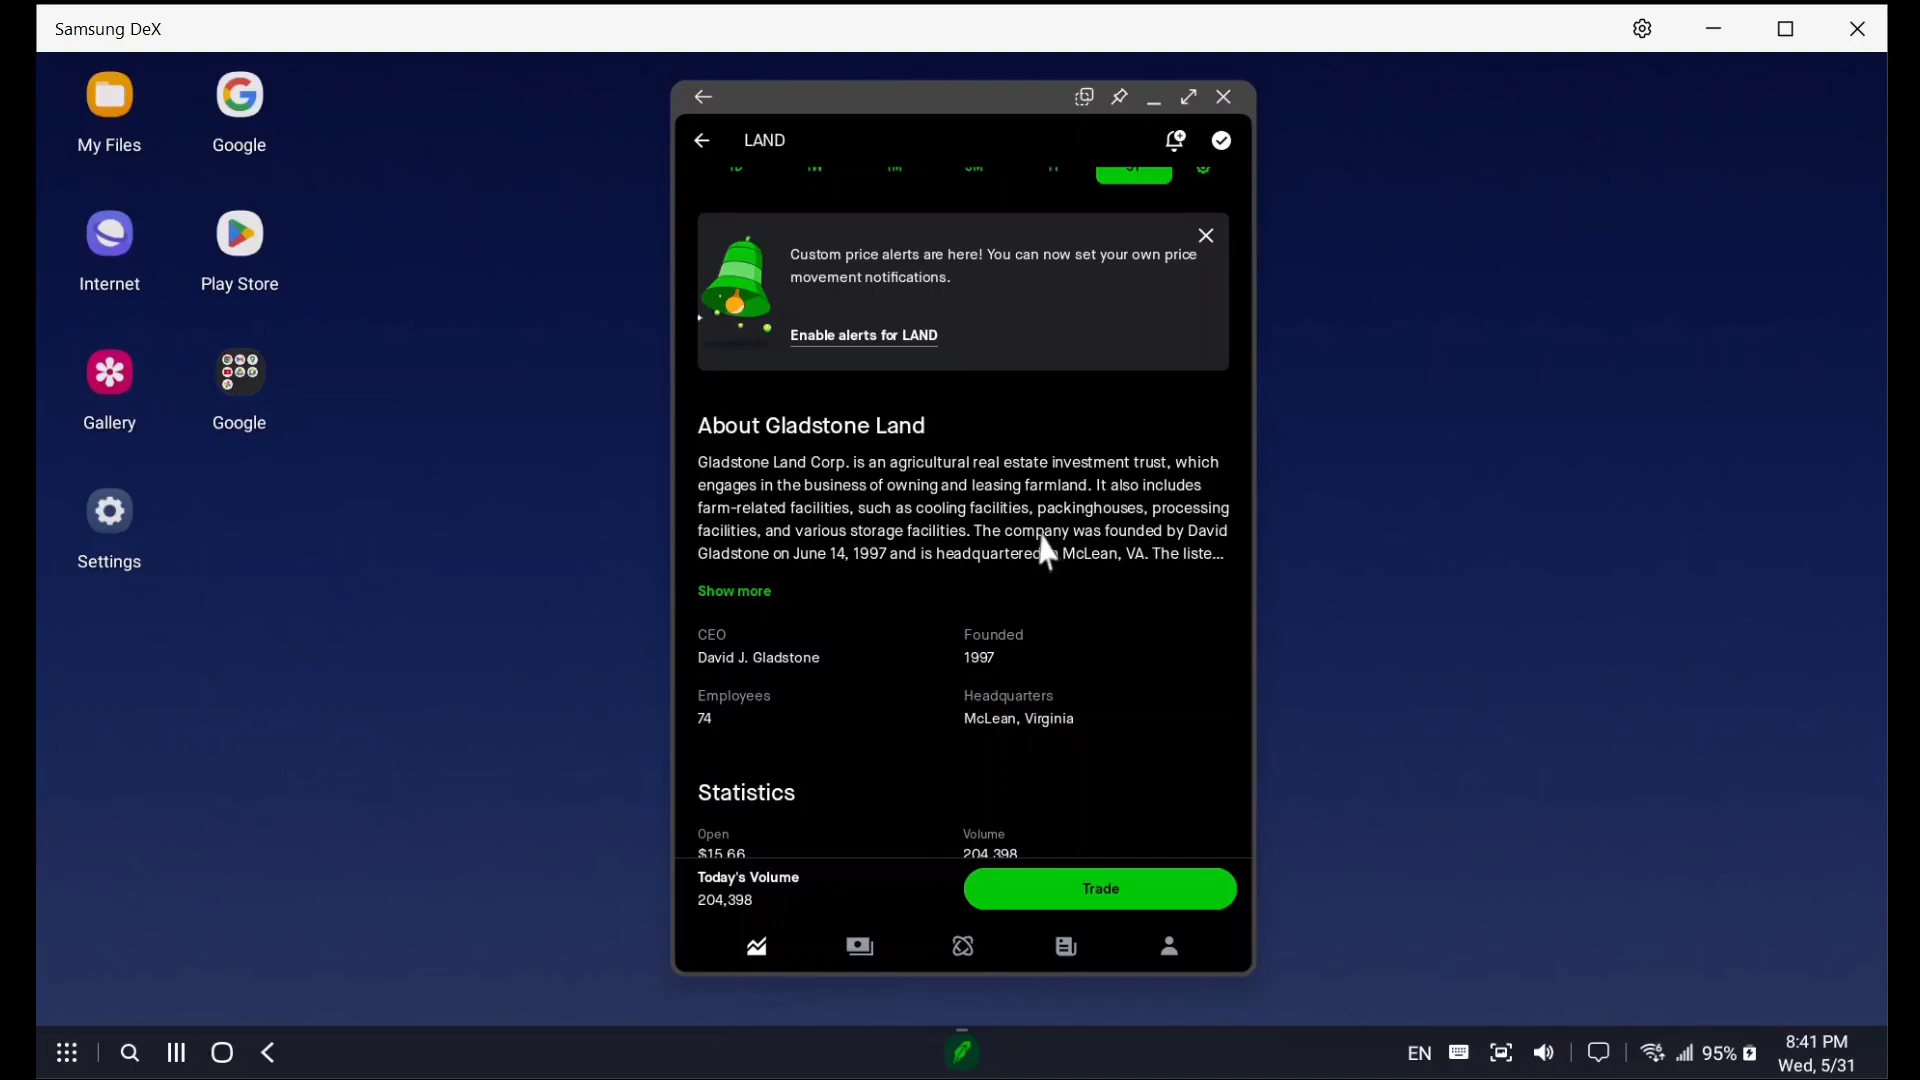 Samsung DeX
My Files
Google
Internet
Play Store
Gallery
Google
Settings
LAND
Custom price alerts are here! You can now set your own price
movement notifications.
Enable alerts for LAND
About Gladstone Land
Gladstone Land Corp. is an agricultural real estate investment trust, which
engages in the business of owning and leasing farmland. It also includes
farm-related facilities, such as cooling facilities, packinghouses, processing
facilities, and various storage facilities. The company was founded by David
Gladstone on June 14, 1997 and is headquartered McLean, VA. The liste...
Show more
CEO
Founded
David J. Gladstone
1997
Employees
Headquarters
74
McLean, Virginia
Statistics
Open
Volume
$15.66
204,398
Today's Volume
204,398
Trade
EN
95%
8:41 PM
Wed, 5/31